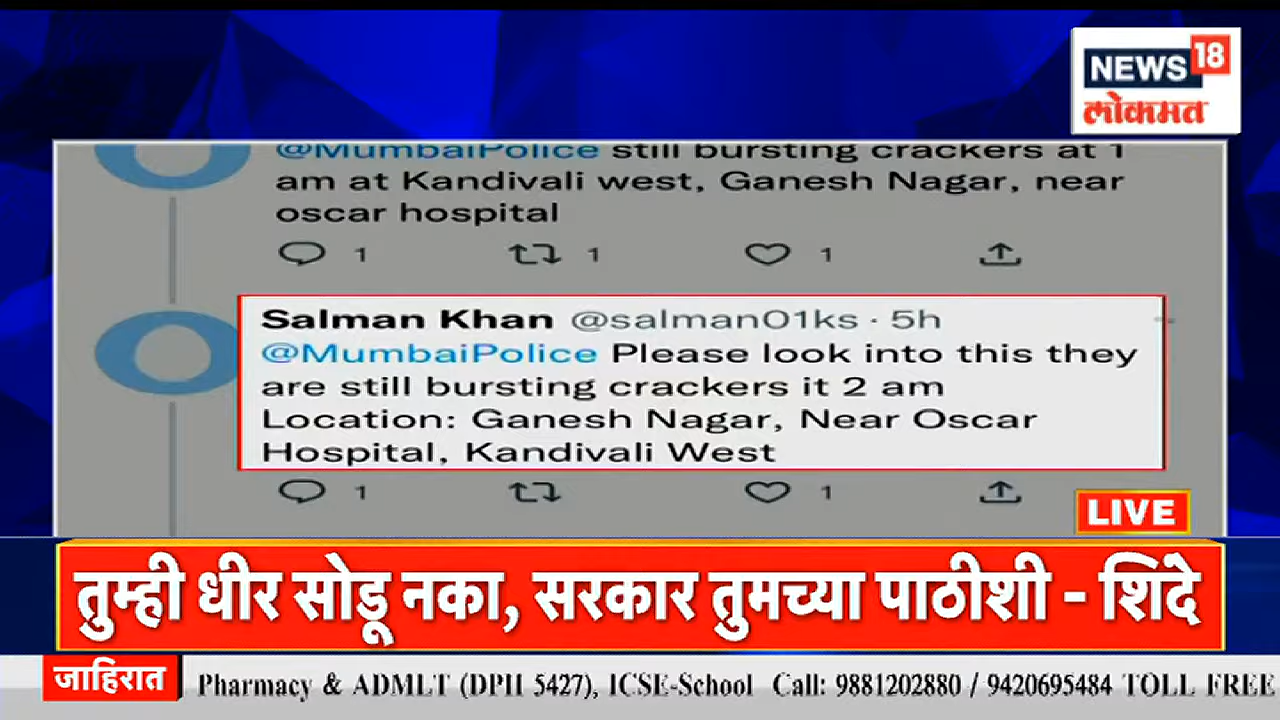 NEWS 18
लोकमत
@MumbaiPolice still bursting crackers at 1
am at Kandivali west, Ganesh Nagar, near
oscar hospital
1 1 1
Salman Khan @salman01ks · 5h
@MumbaiPolice Please look into this they
are still bursting crackers it 2 am
Location: Ganesh Nagar, Near Oscar
Hospital, Kandivali West
1 1
LIVE
तुम्ही धीर सोडू नका, सरकार तुमच्या पाठीशी - शिंदे
जाहिरात Pharmacy & ADMLT (DPH 5427), ICSE-School Call: 9881202880 / 9420695484 TOLL FREE